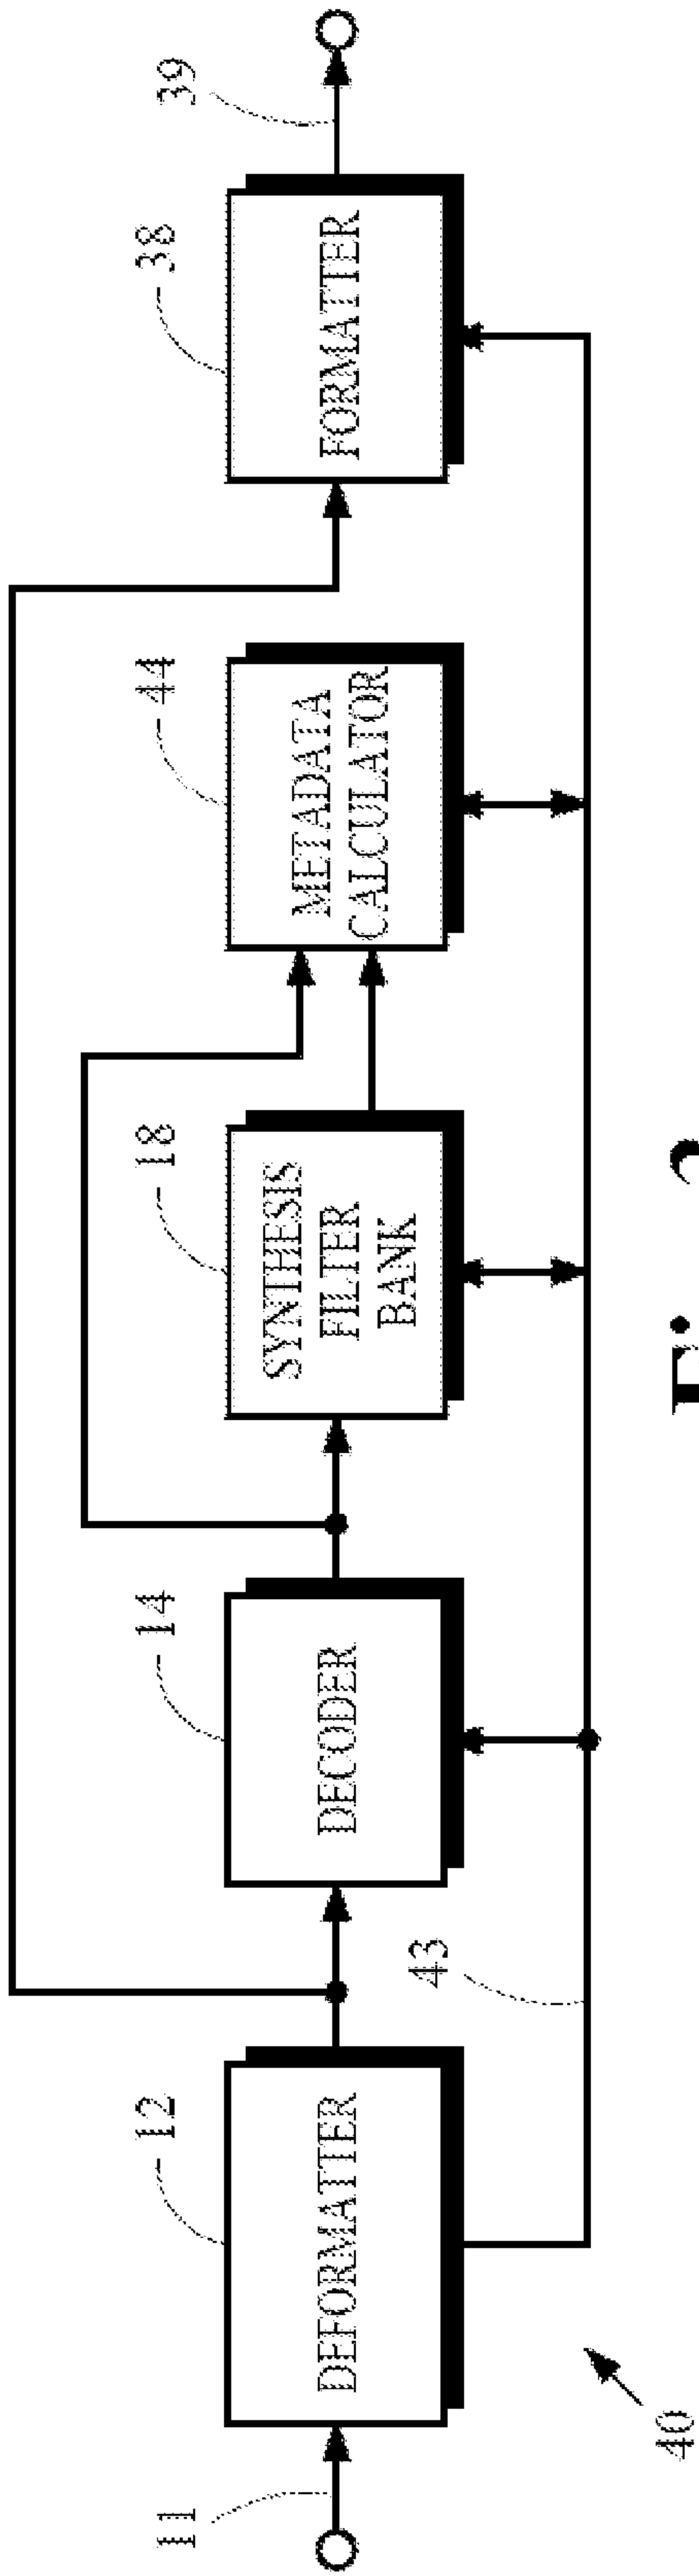 11
DEFORMATTER
12
DECODER
14
SYNTHESIS
FILTER
BANK
18
METADATA
CALCULATOR
44
FORMATTER
38
39
43
40